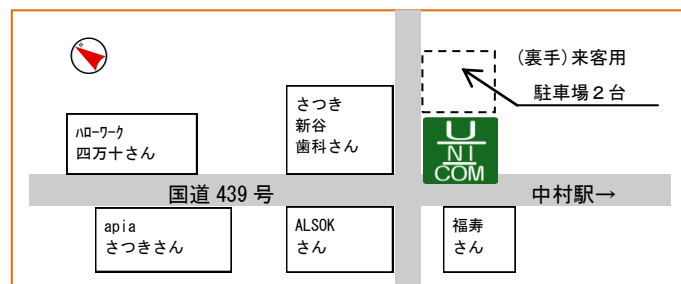 N
(裏手)来客用
駐車場2台
さつき
新谷
歯科さん
ﾊﾛｰﾜｰｸ
四万十さん
U
NI
COM
国道 439 号
中村駅→
apia
さつきさん
ALSOK
さん
福寿
さん